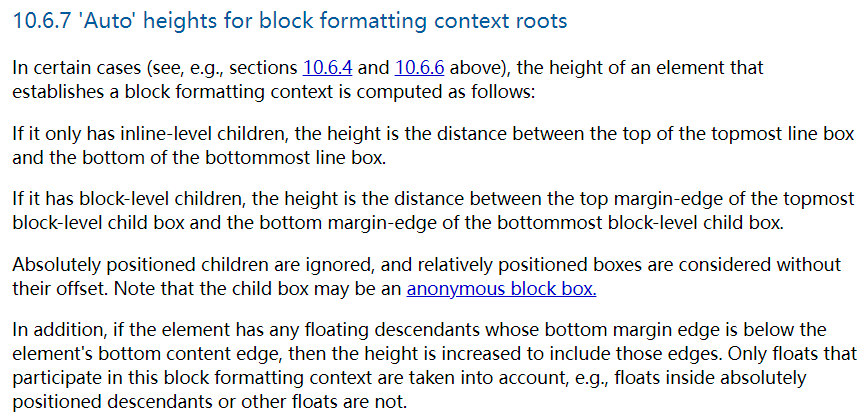 10.6.7 'Auto' heights for block formatting context roots
In certain cases (see, e.g., sections 10.6.4 and 10.6.6 above), the height of an element that
establishes a block formatting context is computed as follows:
If it only has inline-level children, the height is the distance between the top of the topmost line box
and the bottom of the bottommost line box.
If it has block-level children, the height is the distance between the top margin-edge of the topmost
block-level child box and the bottom margin-edge of the bottommost block-level child box.
Absolutely positioned children are ignored, and relatively positioned boxes are considered without
their offset. Note that the child box may be an anonymous block box.
In addition, if the element has any floating descendants whose bottom margin edge is below the
element's bottom content edge, then the height is increased to include those edges. Only floats that
participate in this block formatting context are taken into account, e.g., floats inside absolutely
positioned descendants or other floats are not.